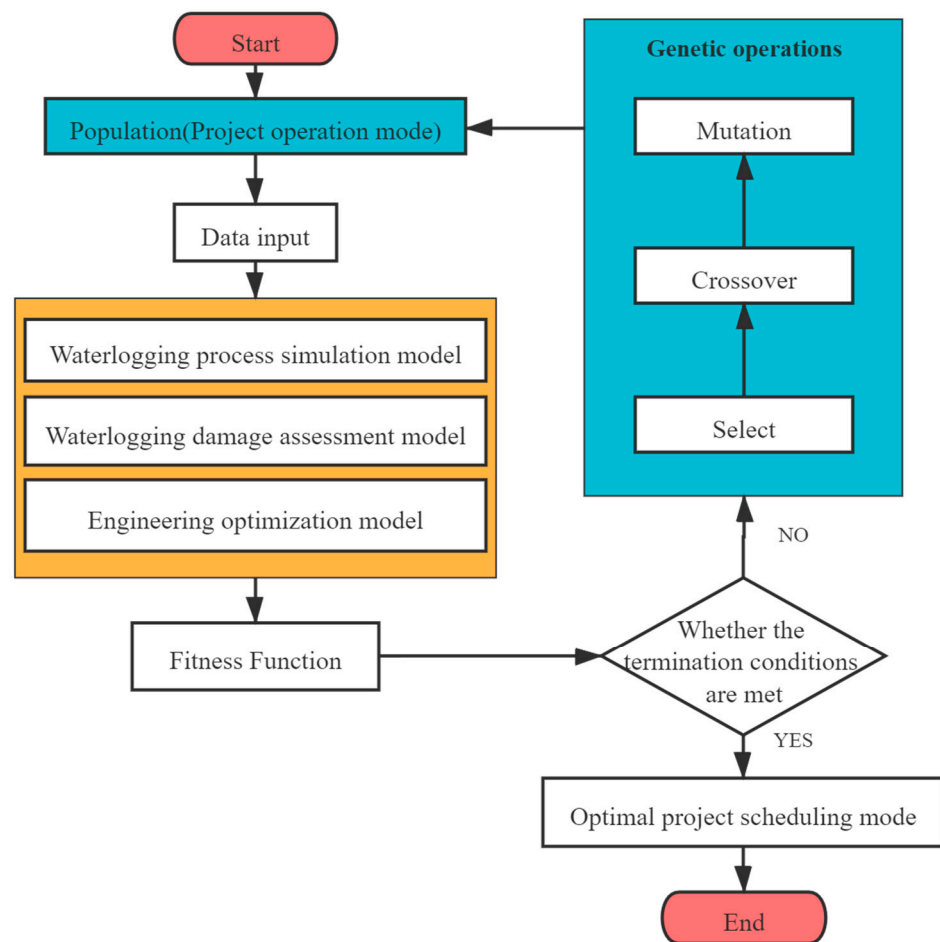 Start
Population(Project operation mode)
Data input
Waterlogging process simulation model
Waterlogging damage assessment model
Engineering optimization model
Fitness Function
Genetic operations
Mutation
Crossover
Select
NO
Whether the
termination conditions
are met
YES
Optimal project scheduling mode
End